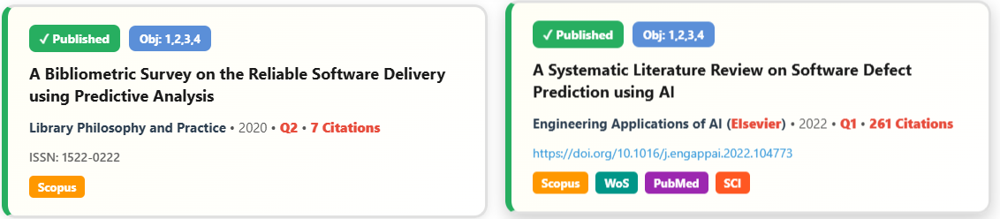 ✓ Published Obj: 1,2,3,4
A Bibliometric Survey on the Reliable Software Delivery
using Predictive Analysis
Library Philosophy and Practice • 2020 • Q2 • 7 Citations
ISSN: 1522-0222
Scopus
✓ Published Obj: 1,2,3,4
A Systematic Literature Review on Software Defect
Prediction using AI
Engineering Applications of AI (Elsevier) • 2022 • Q1 • 261 Citations
https://doi.org/10.1016/j.engappai.2022.104773
Scopus WoS PubMed SCI